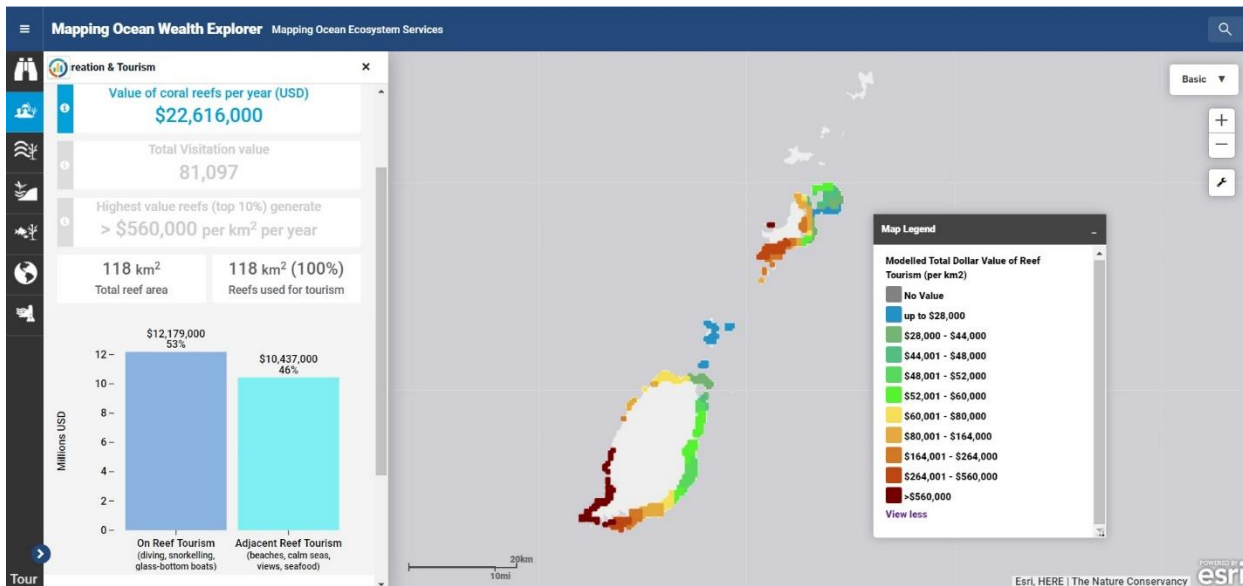 Mapping Ocean Wealth Explorer Mapping Ocean Ecosystem Services
reation & Tourism ×
Value of coral reefs per year (USD)
$22,616,000
Total Visitation value
81,097
Highest value reefs (top 10%) generate
> $560,000 per km² per year
118 km²
Total reef area
118 km² (100%)
Reefs used for tourism
$12,179,000
53%
$10,437,000
46%
12
10
8
6
4
2
0
Millions USD
On Reef Tourism
(diving, snorkelling,
glass-bottom boats)
Adjacent Reef Tourism
(beaches, calm seas,
views, seafood)
Tour
Basic ▼
+
−
Map Legend
Modelled Total Dollar Value of Reef
Tourism (per km2)
No Value
up to $28,000
$28,000 - $44,000
$44,001 - $48,000
$48,001 - $52,000
$52,001 - $60,000
$60,001 - $80,000
$80,001 - $164,000
$164,001 - $264,000
$264,001 - $560,000
>$560,000
View less
20km
10mi
Esri, HERE | The Nature Conservancy
POWERED BY
esri